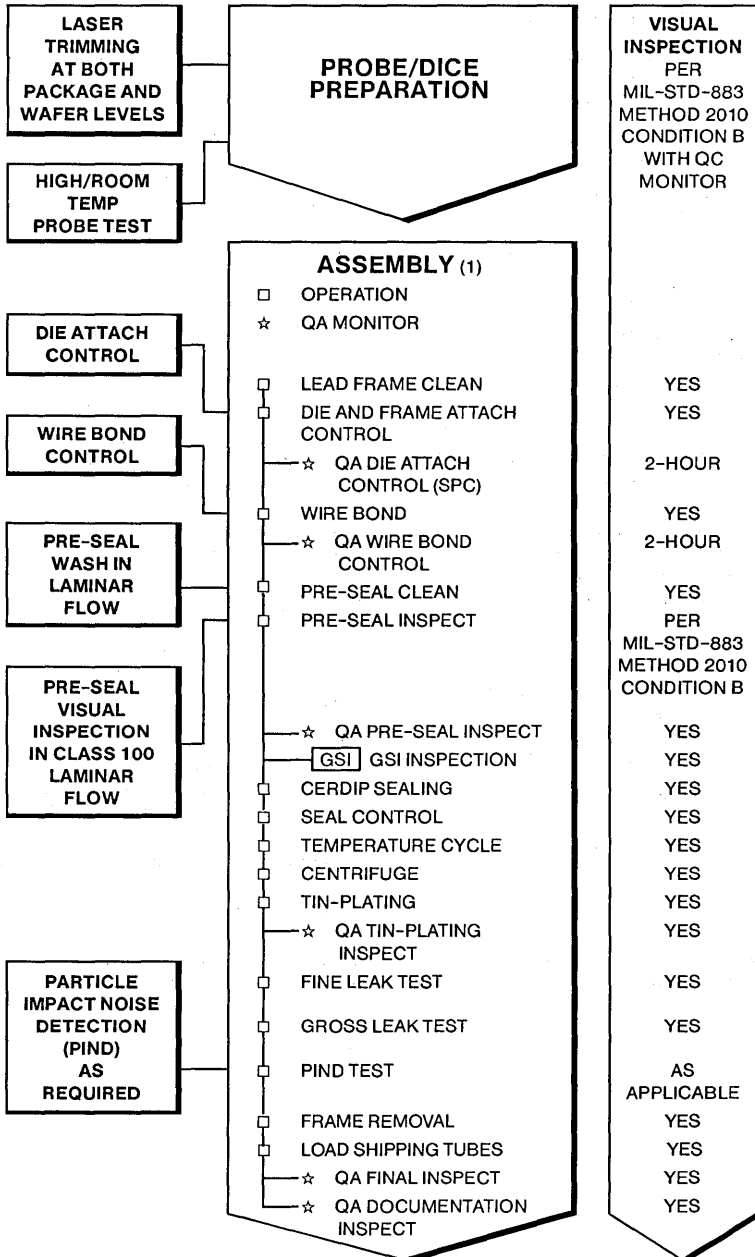 LASER
TRIMMING
AT BOTH
PACKAGE AND
WAFER LEVELS
HIGH/ROOM
TEMP
PROBE TEST
PROBE/DICE
PREPARATION
VISUAL
INSPECTION
PER
MIL-STD-883
METHOD 2010
CONDITION B
WITH QC
MONITOR
ASSEMBLY (1)
OPERATION
QA MONITOR
DIE ATTACH
CONTROL
WIRE BOND
CONTROL
PRE-SEAL
WASH IN
LAMINAR
FLOW
PRE-SEAL
VISUAL
INSPECTION
IN CLASS 100
LAMINAR
FLOW
PARTICLE
IMPACT NOISE
DETECTION
(PIND)
AS
REQUIRED
LEAD FRAME CLEAN YES
DIE AND FRAME ATTACH YES
CONTROL
QA DIE ATTACH 2-HOUR
CONTROL (SPC)
WIRE BOND YES
QA WIRE BOND 2-HOUR
CONTROL
PRE-SEAL CLEAN YES
PRE-SEAL INSPECT PER
MIL-STD-883
METHOD 2010
CONDITION B
QA PRE-SEAL INSPECT YES
GSI GSI INSPECTION YES
CERDIP SEALING YES
SEAL CONTROL YES
TEMPERATURE CYCLE YES
CENTRIFUGE YES
TIN-PLATING YES
QA TIN-PLATING YES
INSPECT
FINE LEAK TEST YES
GROSS LEAK TEST YES
PIND TEST AS
APPLICABLE
FRAME REMOVAL YES
LOAD SHIPPING TUBES YES
QA FINAL INSPECT YES
QA DOCUMENTATION YES
INSPECT